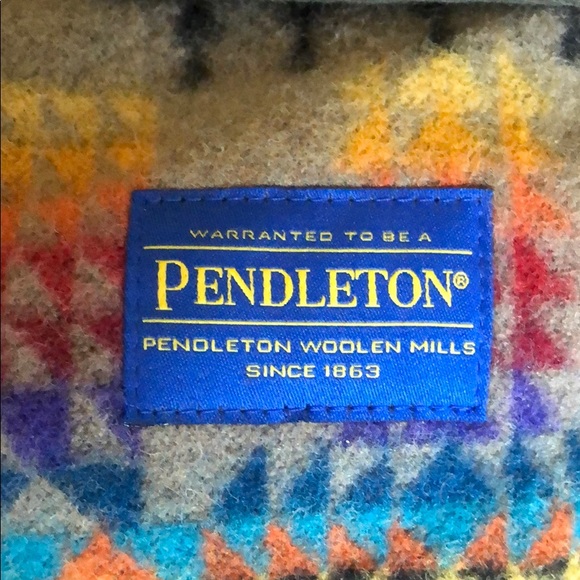 WARRANTED TO BE A
PENDLETON®
PENDLETON WOOLEN MILLS
SINCE 1863